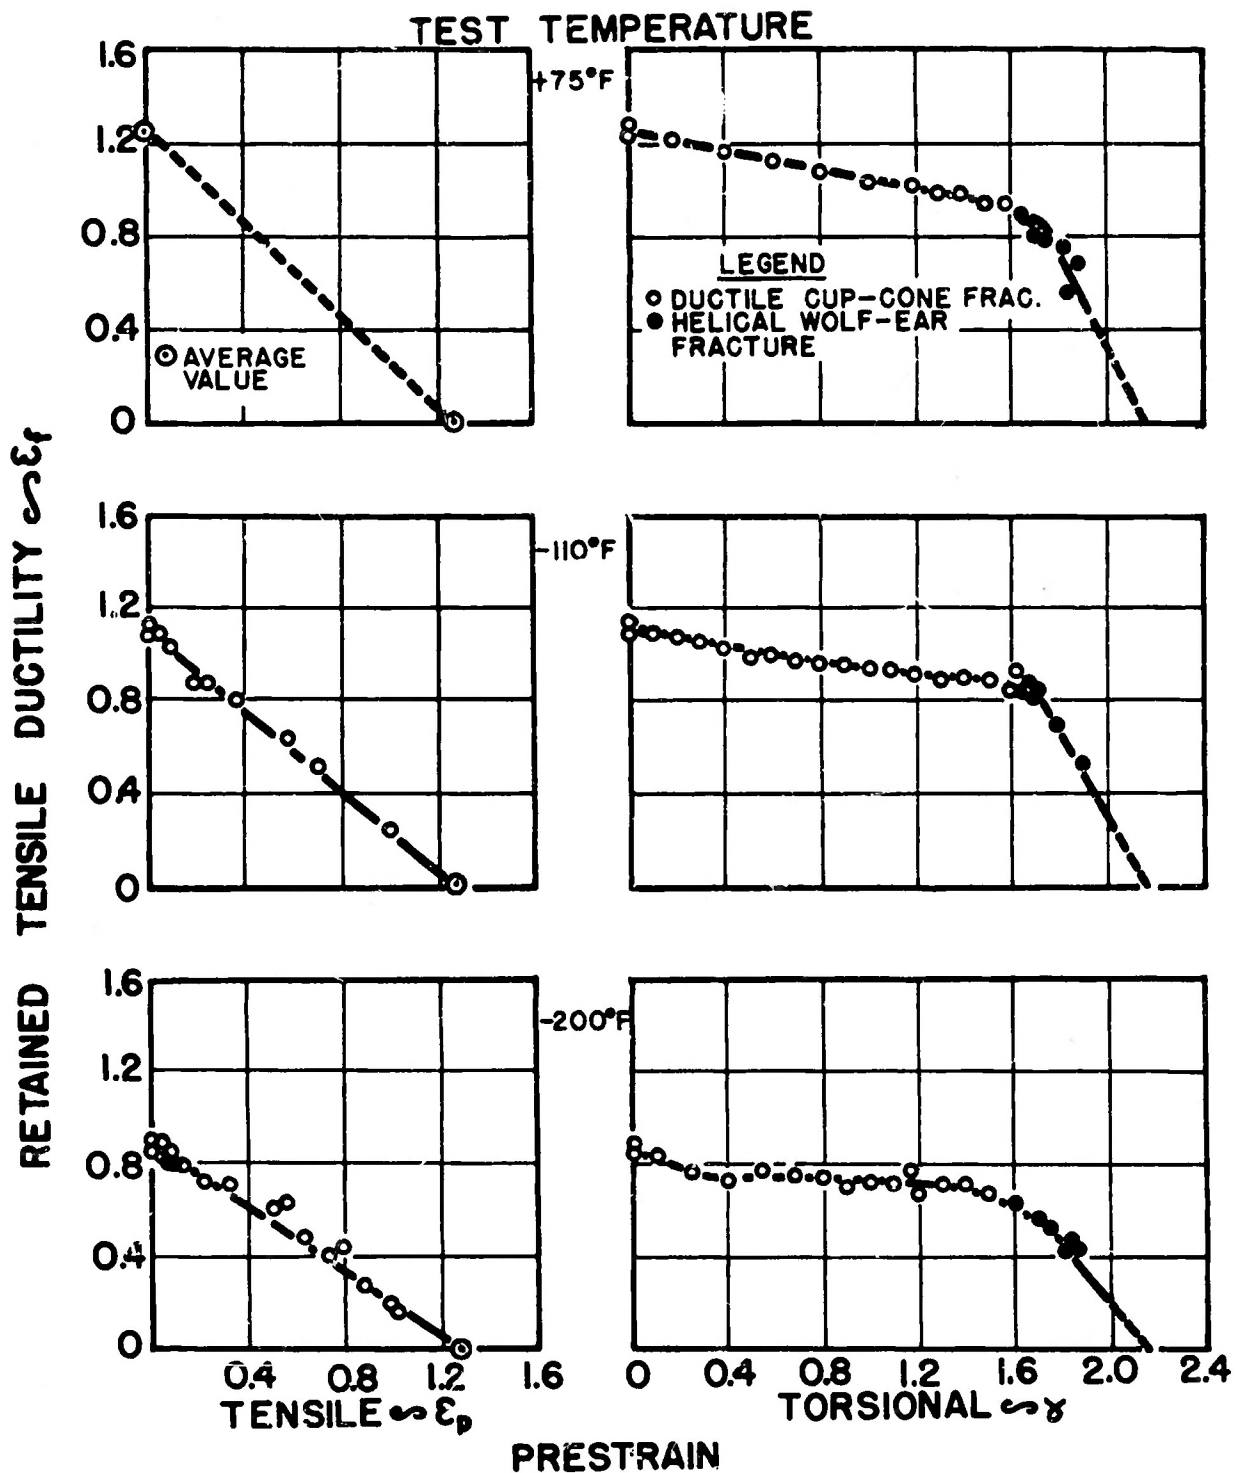 TEST TEMPERATURE
1.6
1.2
0.8
0.4
0
+75°F
AVERAGE
VALUE
LEGEND
DUCTILE CUP-CONE FRAC.
HELICAL WOLF-EAR
FRACTURE
1.6
1.2
0.8
0.4
0
-110°F
1.6
1.2
0.8
0.4
0
-200°F
0.4 0.8 1.2 1.6
0 0.4 0.8 1.2 1.6 2.0 2.4
TENSILE ∾ εp
TORSIONAL ∾ γ
PRESTRAIN
RETAINED TENSILE DUCTILITY ∾ εf